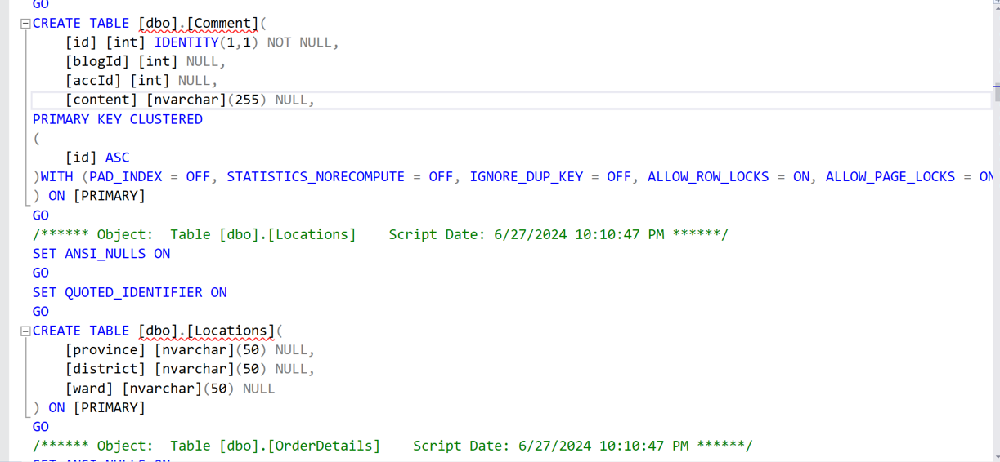 GO
CREATE TABLE [dbo].[Comment](
    [id] [int] IDENTITY(1,1) NOT NULL,
    [blogId] [int] NULL,
    [accId] [int] NULL,
    [content] [nvarchar](255) NULL,
PRIMARY KEY CLUSTERED
(
    [id] ASC
)WITH (PAD_INDEX = OFF, STATISTICS_NORECOMPUTE = OFF, IGNORE_DUP_KEY = OFF, ALLOW_ROW_LOCKS = ON, ALLOW_PAGE_LOCKS = ON
) ON [PRIMARY]
GO
/****** Object:  Table [dbo].[Locations]    Script Date: 6/27/2024 10:10:47 PM ******/
SET ANSI_NULLS ON
GO
SET QUOTED_IDENTIFIER ON
GO
CREATE TABLE [dbo].[Locations](
    [province] [nvarchar](50) NULL,
    [district] [nvarchar](50) NULL,
    [ward] [nvarchar](50) NULL
) ON [PRIMARY]
GO
/****** Object:  Table [dbo].[OrderDetails]    Script Date: 6/27/2024 10:10:47 PM ******/
SET ANSI_NULLS ON